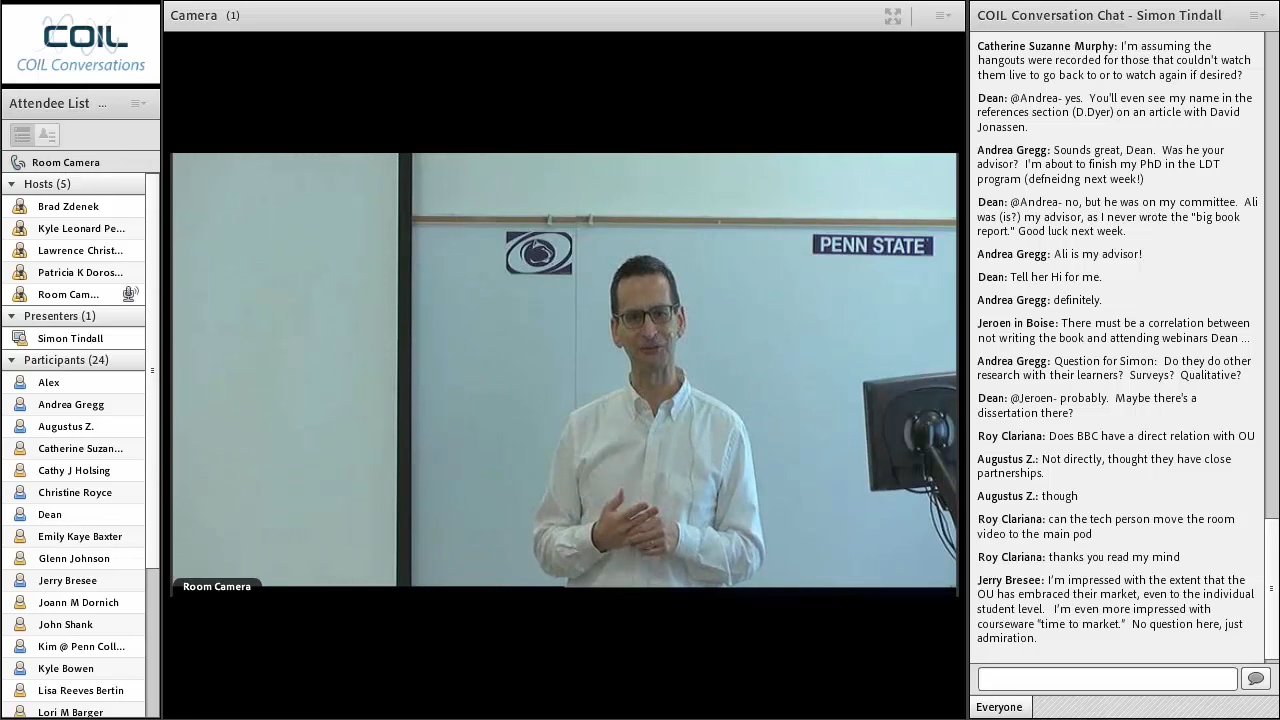 COIL
COIL Conversations
Attendee List ...
Room Camera
Hosts (5)
Brad Zdenek
Kyle Leonard Pe...
Lawrence Christ...
Patricia K Doros...
Room Cam...
Presenters (1)
Simon Tindall
Participants (24)
Alex
Andrea Gregg
Augustus Z.
Catherine Suzan...
Cathy J Holsing
Christine Royce
Dean
Emily Kaye Baxter
Glenn Johnson
Jerry Bresee
Joann M Dornich
John Shank
Kim @ Penn Coll...
Kyle Bowen
Lisa Reeves Bertin
Lori M Barger
Camera (1)
PENN STATE
Room Camera
COIL Conversation Chat - Simon Tindall
Catherine Suzanne Murphy: I'm assuming the
hangouts were recorded for those that couldn't watch
them live to go back to or to watch again if desired?
Dean: @Andrea- yes. You'll even see my name in the
references section (D.Dyer) on an article with David
Jonassen.
Andrea Gregg: Sounds great, Dean. Was he your
advisor? I'm about to finish my PhD in the LDT
program (defneidng next week!)
Dean: @Andrea- no, but he was on my committee. Ali
was (is?) my advisor, as I never wrote the "big book
report." Good luck next week.
Andrea Gregg: Ali is my advisor!
Dean: Tell her Hi for me.
Andrea Gregg: definitely.
Jeroen in Boise: There must be a correlation between
not writing the book and attending webinars Dean ...
Andrea Gregg: Question for Simon: Do they do other
research with their learners? Surveys? Qualitative?
Dean: @Jeroen- probably. Maybe there's a
dissertation there?
Roy Clariana: Does BBC have a direct relation with OU
Augustus Z.: Not directly, thought they have close
partnerships.
Augustus Z.: though
Roy Clariana: can the tech person move the room
video to the main pod
Roy Clariana: thanks you read my mind
Jerry Bresee: I'm impressed with the extent that the
OU has embraced their market, even to the individual
student level. I'm even more impressed with
courseware "time to market." No question here, just
admiration.
Everyone